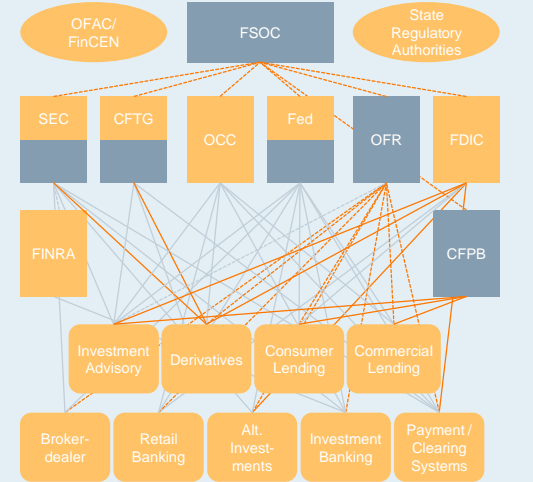 OFAC/
FinCEN
FSOC
State
Regulatory
Authorities
SEC
CFTG
OCC
Fed
OFR
FDIC
FINRA
CFPB
Investment
Advisory
Derivatives
Consumer
Lending
Commercial
Lending
Broker-
dealer
Retail
Banking
Alt.
Invest-
ments
Investment
Banking
Payment /
Clearing
Systems